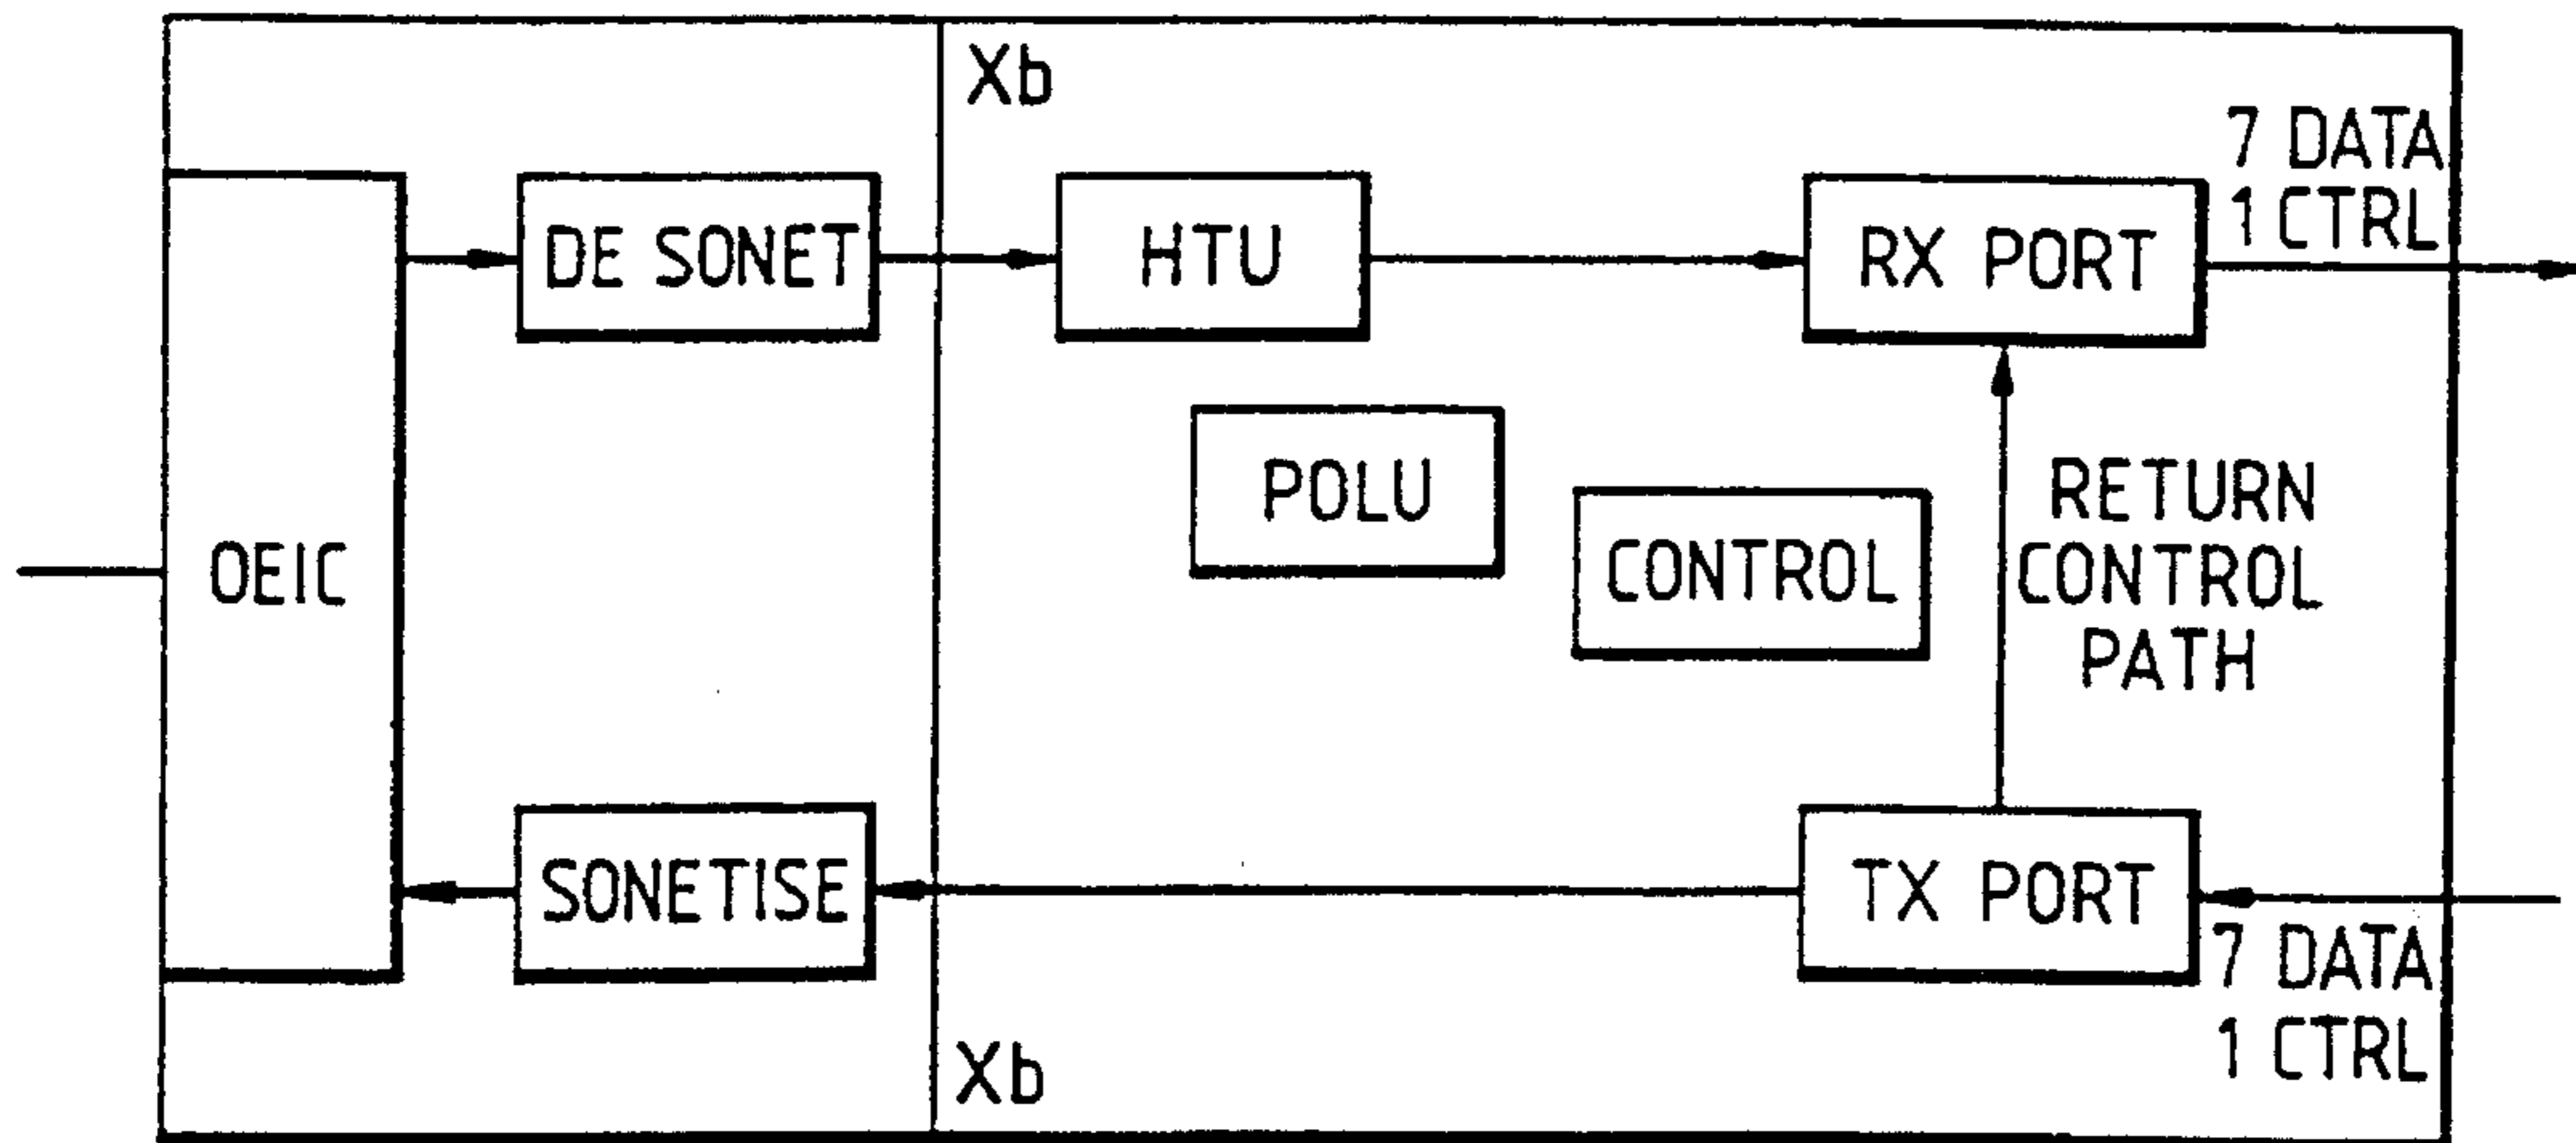 Xb
7 DATA
1 CTRL
DE SONET
HTU
RX PORT
POLU
OEIC
CONTROL
RETURN
CONTROL
PATH
SONETISE
TX PORT
7 DATA
1 CTRL
Xb